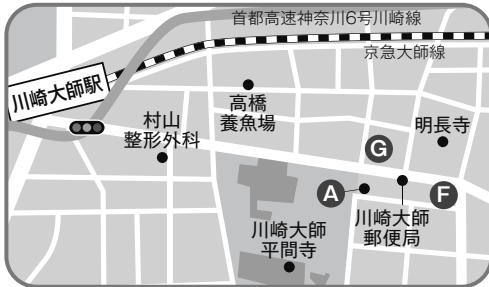 首都高速神奈川6号川崎線
京急大師線
川崎大師駅
高橋
養魚場
村山
整形外科
明長寺
G
A
F
川崎大師
郵便局
川崎大師
平間寺